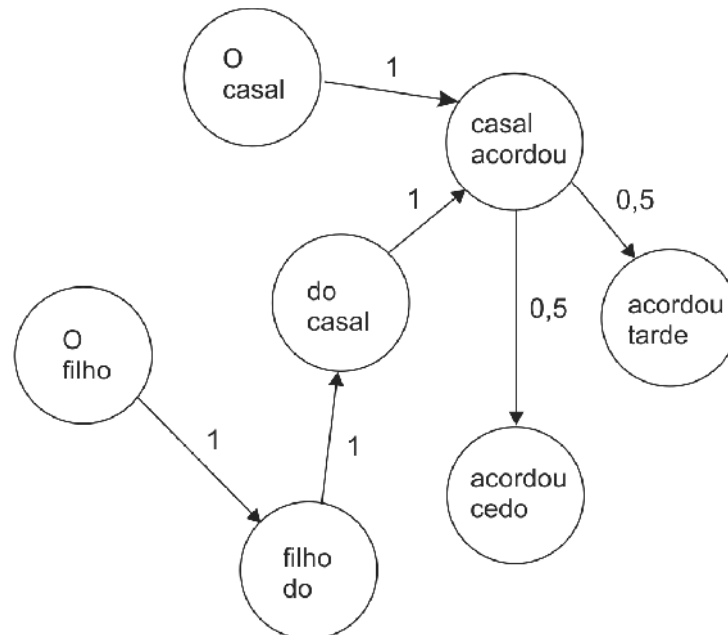 O
casal
1
casal
acordou
1
0,5
do
casal
0,5
acordou
tarde
O
filho
1
1
acordou
cedo
filho
do